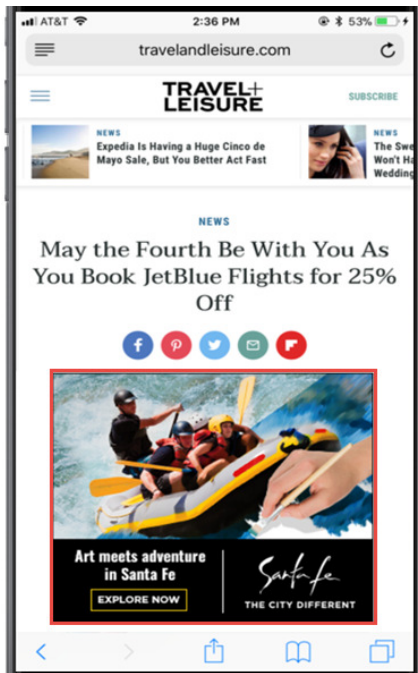 AT&T 2:36 PM 53%
travelandleisure.com
TRAVEL+
LEISURE
SUBSCRIBE
NEWS
Expedia Is Having a Huge Cinco de
Mayo Sale, But You Better Act Fast
NEWS
The Swe
Won't Ha
Wedding
NEWS
May the Fourth Be With You As
You Book JetBlue Flights for 25%
Off
Art meets adventure
in Santa Fe
EXPLORE NOW
Santa fe
THE CITY DIFFERENT